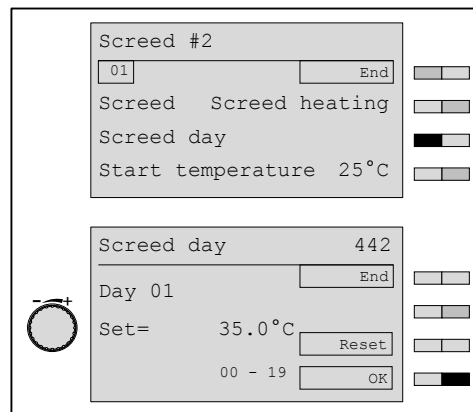 Screed #2
01 End
Screed Screed heating
Screed day
Start temperature 25°C
Screed day 442
End
Day 01
Set= 35.0°C
Reset
00 - 19 OK
- +